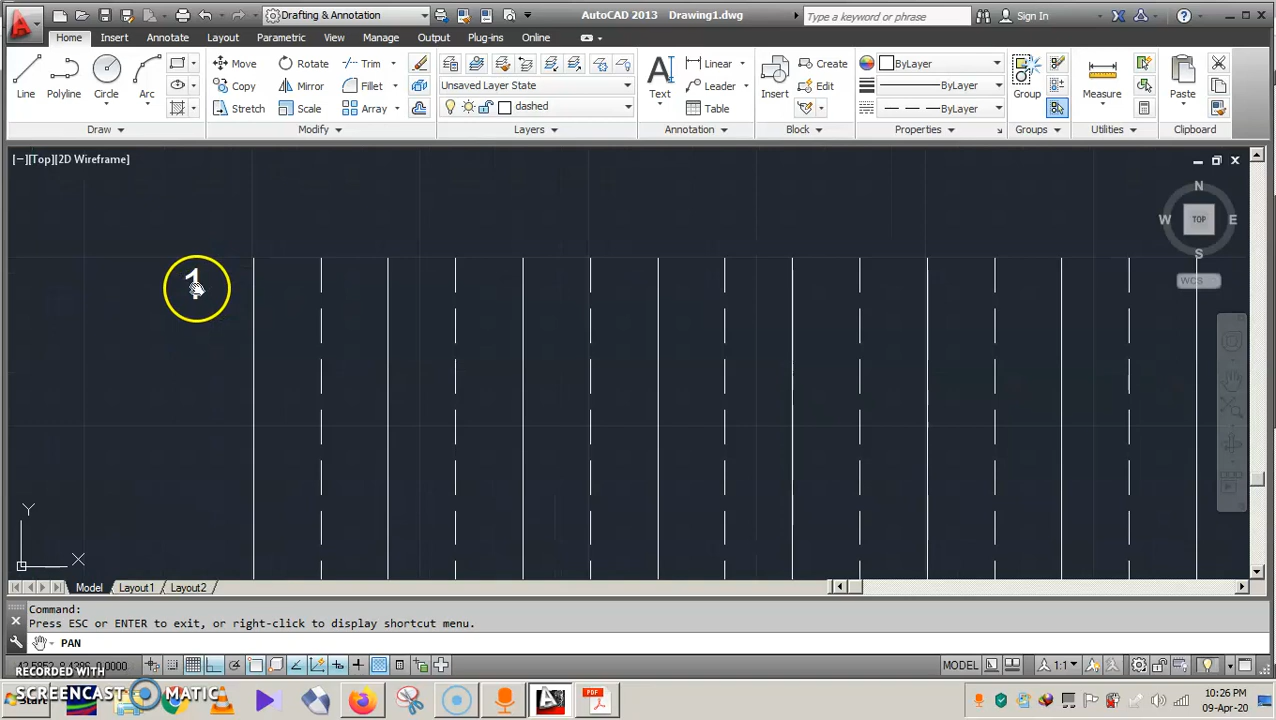 Drafting & Annotation
AutoCAD 2013 Drawing1.dwg
Type a keyword or phrase
Sign In
Home Insert Annotate Layout Parametric View Manage Output Plug-ins Online
Line
Polyline
Circle
Arc
Move
Copy
Stretch
Rotate
Mirror
Scale
Trim
Fillet
Array
Unsaved Layer State
dashed
Text
Linear
Leader
Table
Insert
Create
Edit
ByLayer
ByLayer
ByLayer
Group
Measure
Paste
Draw Modify Layers Annotation Block Properties Groups Utilities Clipboard
[−][Top][2D Wireframe]
N
W TOP E
S
WCS
1
Y
X
Model Layout1 Layout2
Command:
Press ESC or ENTER to exit, or right-click to display shortcut menu.
PAN
MODEL
1:1
RECORDED WITH
SCREENCAST MATIC
Start
10:26 PM
09-Apr-20
PDF